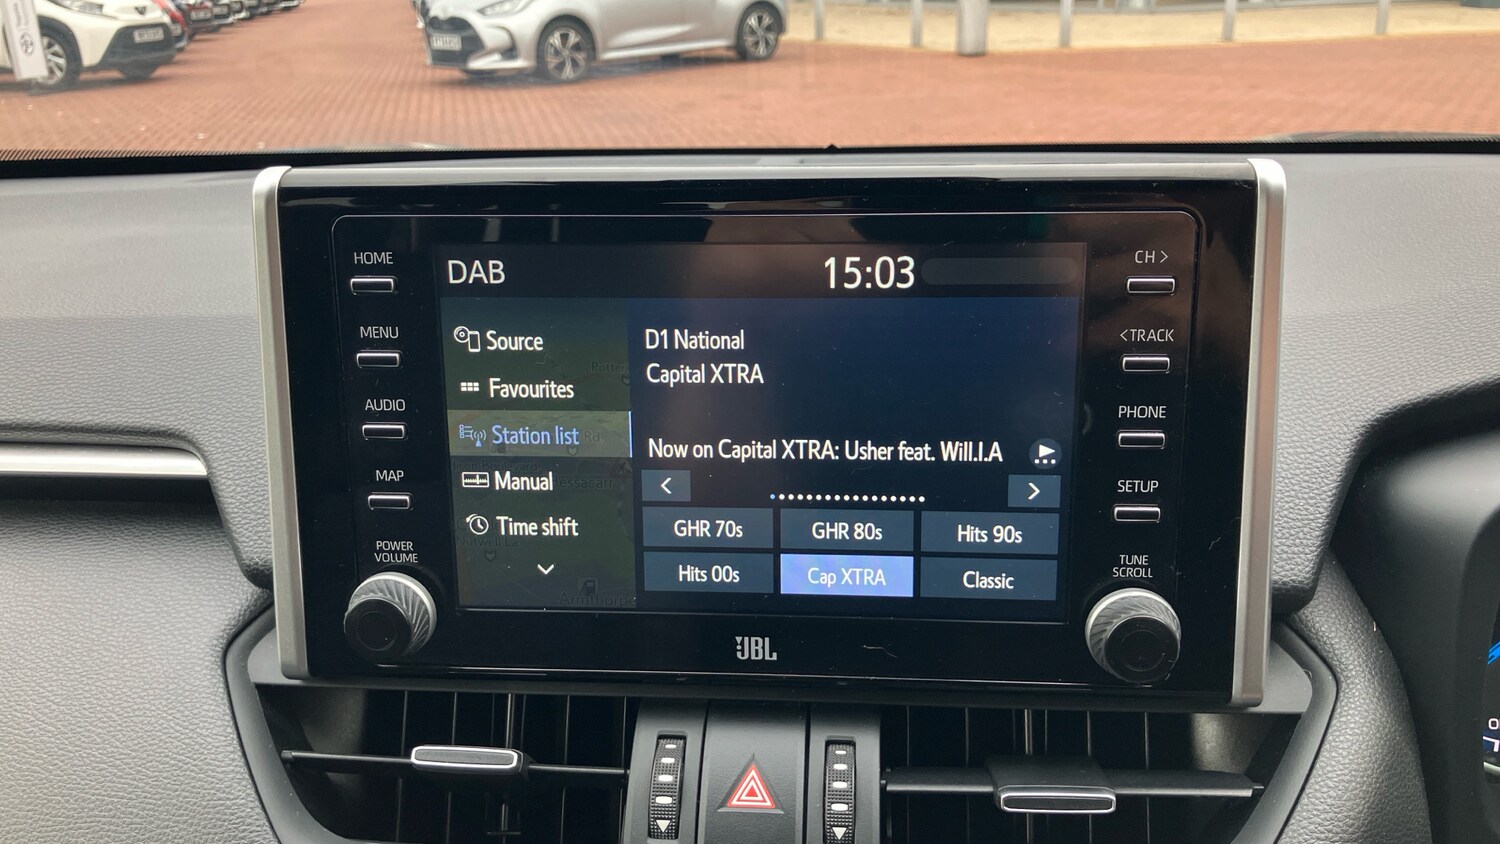 HOME
MENU
AUDIO
MAP
POWER
VOLUME
DAB
15:03
Source
Favourites
Station list
Manual
Time shift
D1 National
Capital XTRA
Now on Capital XTRA: Usher feat. Will.I.A
<
>
GHR 70s
GHR 80s
Hits 90s
Hits 00s
Cap XTRA
Classic
CH >
<TRACK
PHONE
SETUP
TUNE
SCROLL
JBL